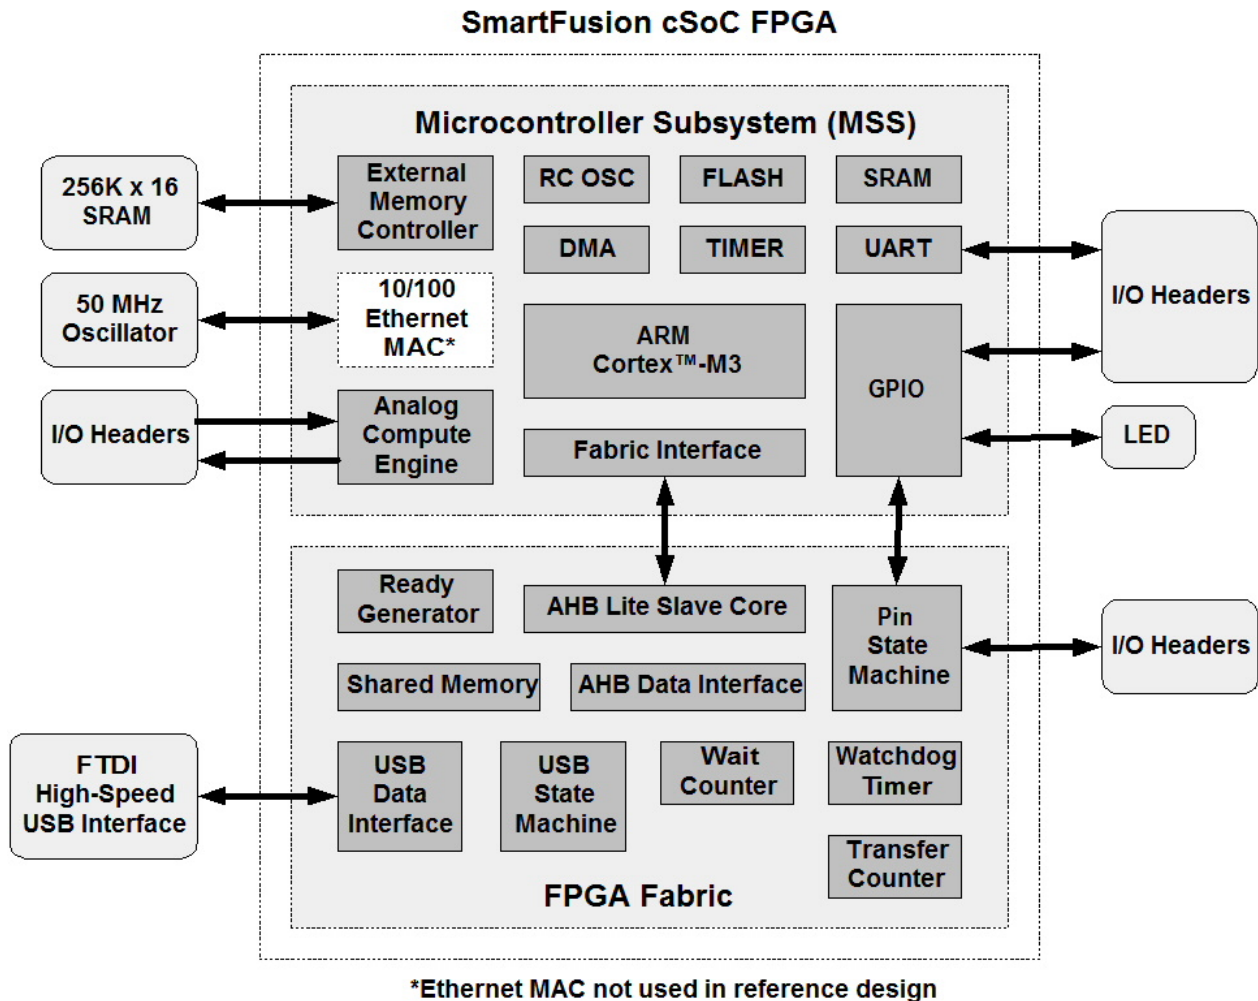 SmartFusion cSoC FPGA
Microcontroller Subsystem (MSS)
256K x 16
SRAM
External
Memory
Controller
RC OSC
FLASH
SRAM
DMA
TIMER
UART
I/O Headers
50 MHz
Oscillator
10/100
Ethernet
MAC*
ARM
Cortex™-M3
GPIO
I/O Headers
Analog
Compute
Engine
Fabric Interface
LED
Ready
Generator
AHB Lite Slave Core
Pin
State
Machine
I/O Headers
Shared Memory
AHB Data Interface
FTDI
High-Speed
USB Interface
USB
Data
Interface
USB
State
Machine
Wait
Counter
Watchdog
Timer
Transfer
Counter
FPGA Fabric
*Ethernet MAC not used in reference design